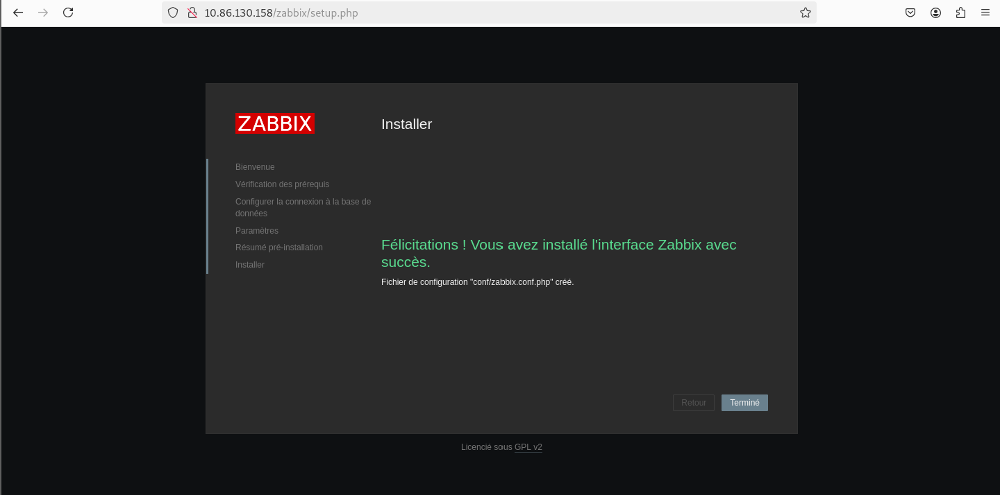 10.86.130.158/zabbix/setup.php
ZABBIX
Installer
Bienvenue
Vérification des prérequis
Configurer la connexion à la base de
données
Paramètres
Résumé pré-installation
Installer
Félicitations ! Vous avez installé l'interface Zabbix avec
succès.
Fichier de configuration "conf/zabbix.conf.php" créé.
Retour
Terminé
Licencié sous GPL v2